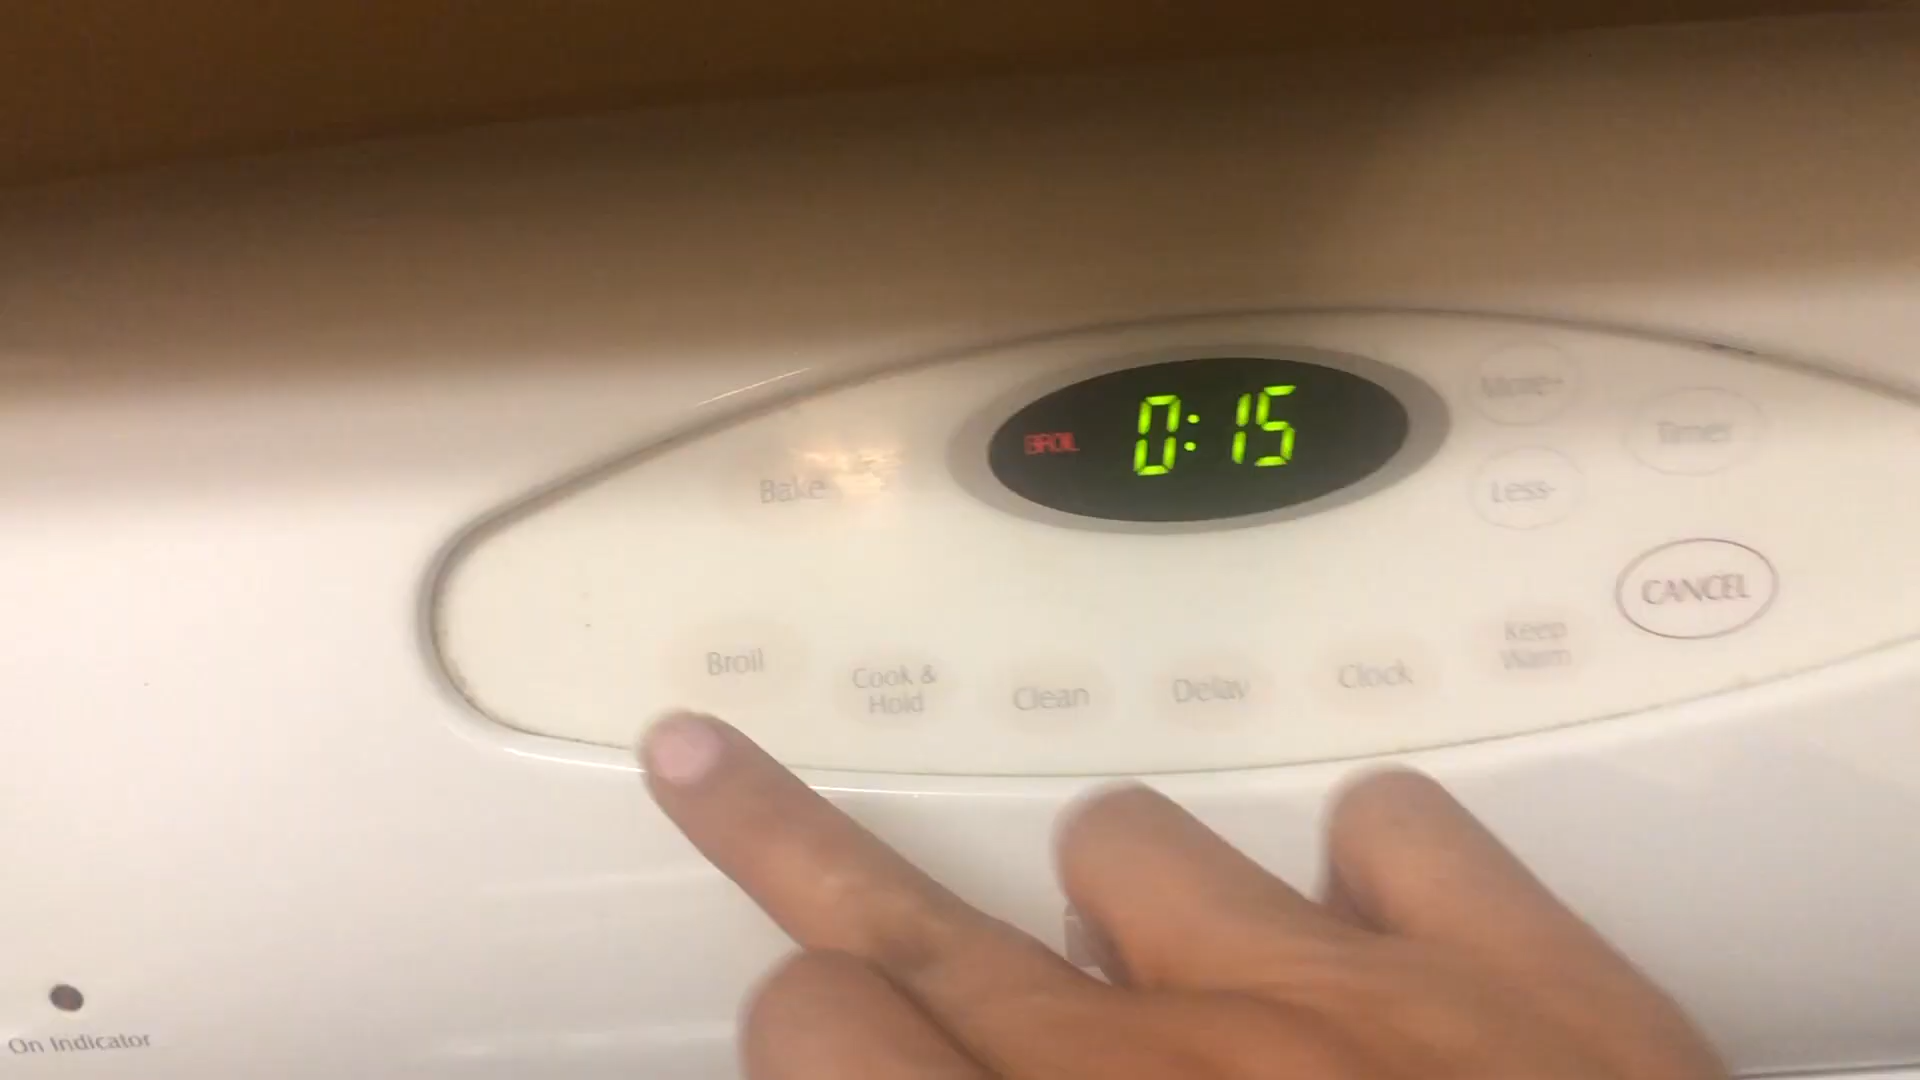 BROIL
0:15
More+
Timer
Bake
Less-
CANCEL
Broil
Cook &
Hold
Clean
Delay
Clock
Keep
Warm
On Indicator